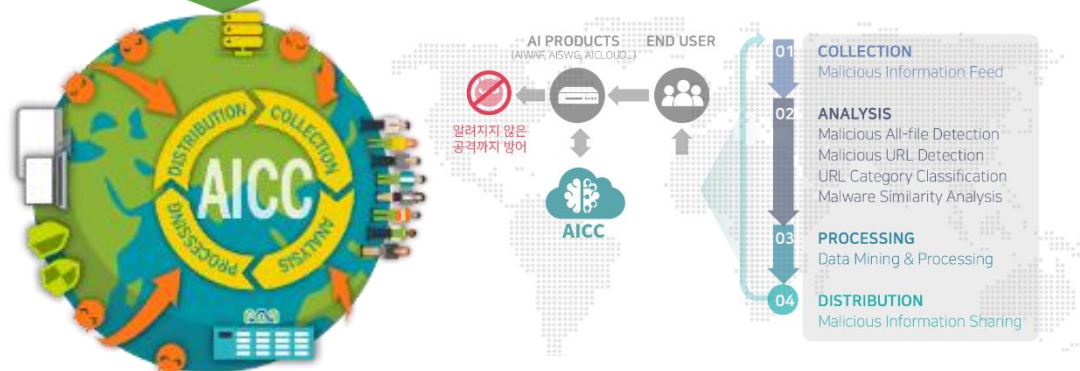 DISTRIBUTION
COLLECTION
AICC
PROCESSING
ANALYSIS
AI PRODUCTS
(AIWAF, AISWG, AICLOUD...)
END USER
알려지지 않은
공격까지 방어
AICC
01
COLLECTION
Malicious Information Feed
02
ANALYSIS
Malicious All-file Detection
Malicious URL Detection
URL Category Classification
Malware Similarity Analysis
03
PROCESSING
Data Mining & Processing
04
DISTRIBUTION
Malicious Information Sharing